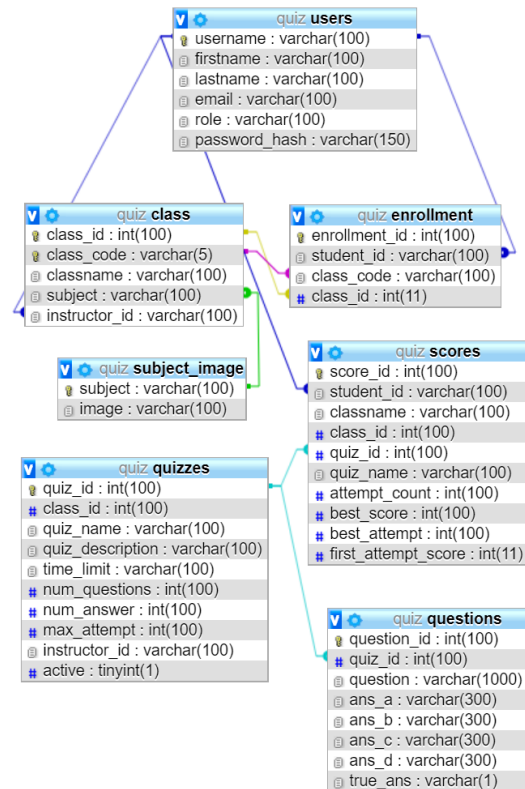 quiz users
username : varchar(100)
firstname : varchar(100)
lastname : varchar(100)
email : varchar(100)
role : varchar(100)
password_hash : varchar(150)
quiz class
class_id : int(100)
class_code : varchar(5)
classname : varchar(100)
subject : varchar(100)
instructor_id : varchar(100)
quiz enrollment
enrollment_id : int(100)
student_id : varchar(100)
class_code : varchar(100)
class_id : int(11)
quiz subject_image
subject : varchar(100)
image : varchar(100)
quiz scores
score_id : int(100)
student_id : varchar(100)
classname : varchar(100)
class_id : int(100)
quiz_id : int(100)
quiz_name : varchar(100)
attempt_count : int(100)
best_score : int(100)
best_attempt : int(100)
first_attempt_score : int(11)
quiz quizzes
quiz_id : int(100)
class_id : int(100)
quiz_name : varchar(100)
quiz_description : varchar(100)
time_limit : varchar(100)
num_questions : int(100)
num_answer : int(100)
max_attempt : int(100)
instructor_id : varchar(100)
active : tinyint(1)
quiz questions
question_id : int(100)
quiz_id : int(100)
question : varchar(1000)
ans_a : varchar(300)
ans_b : varchar(300)
ans_c : varchar(300)
ans_d : varchar(300)
true_ans : varchar(1)